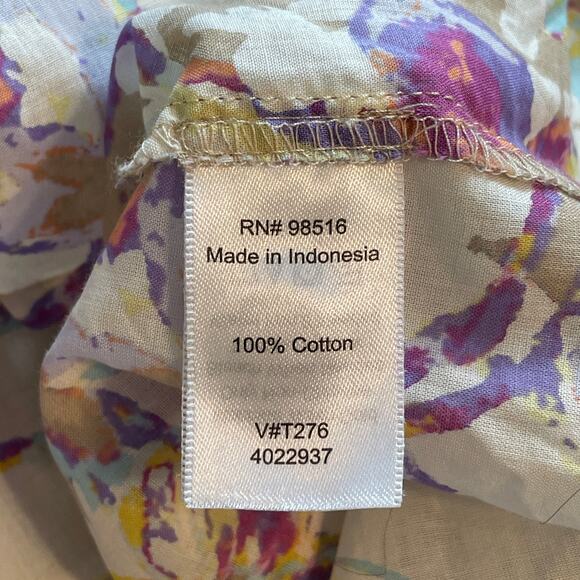 RN# 98516
Made in Indonesia
100% Cotton
V#T276
4022937